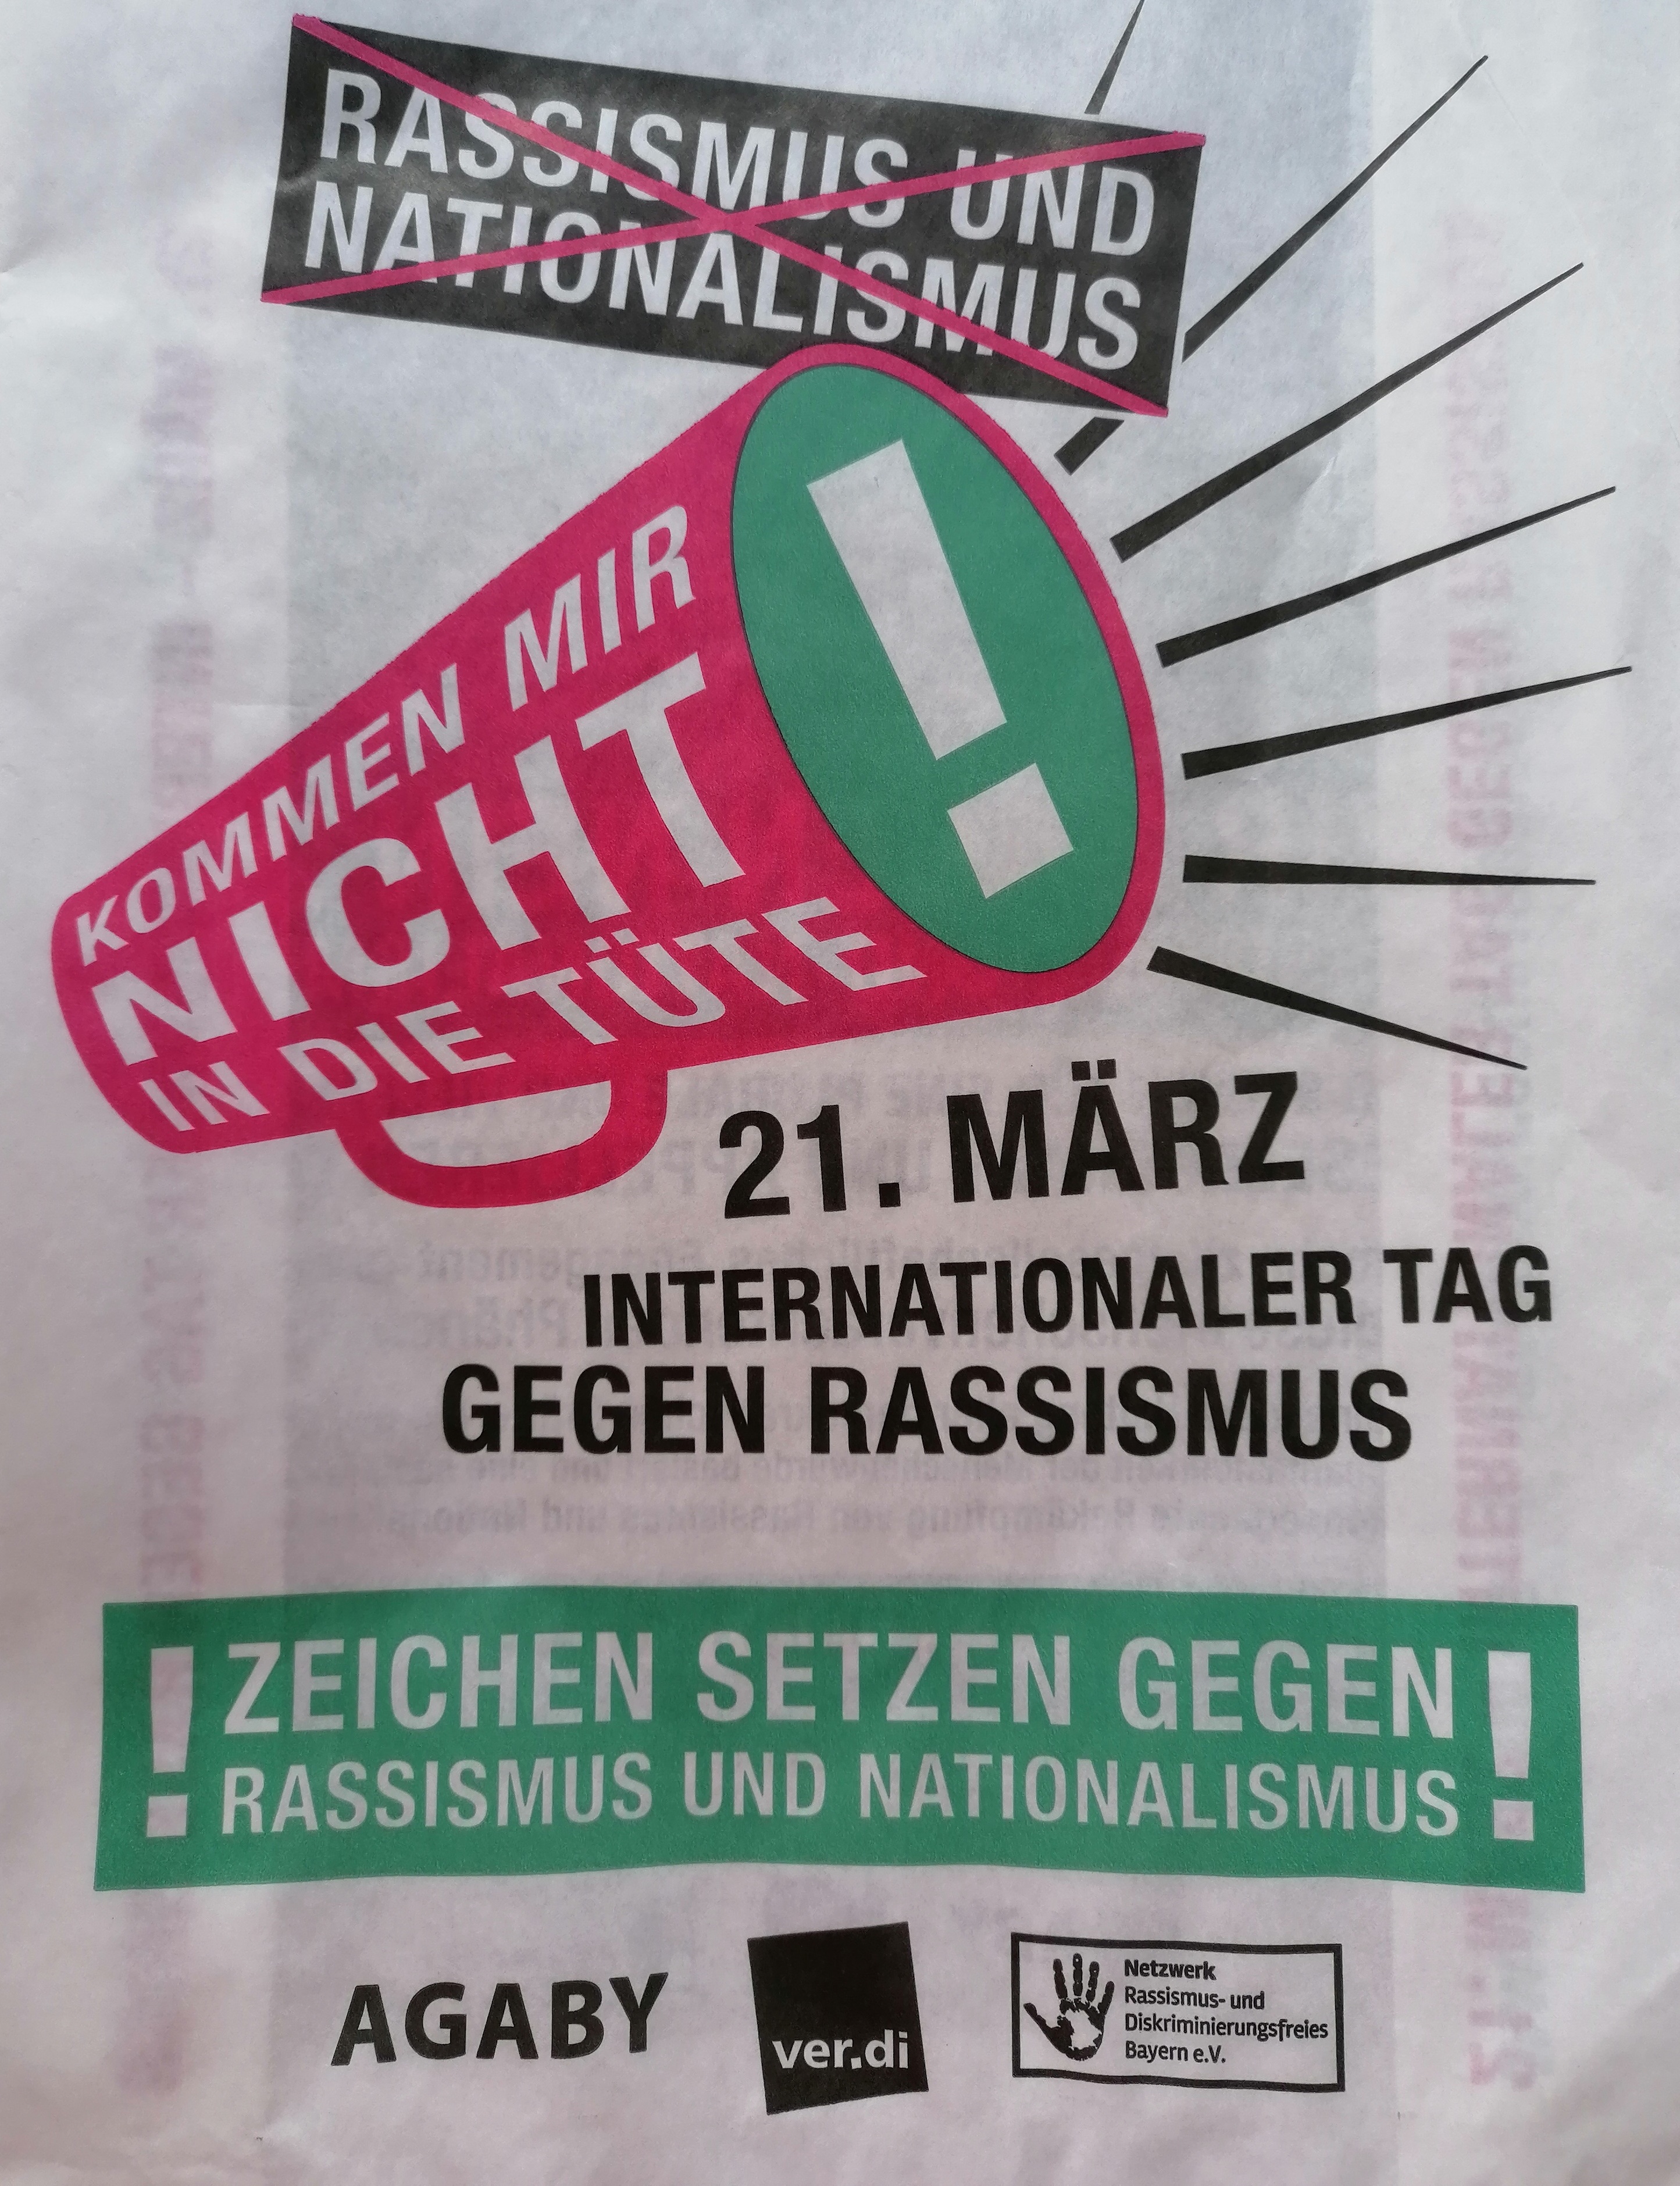 RASSISMUS UND
NATIONALISMUS
KOMMEN MIR
NICHT
IN DIE TÜTE
!
21. MÄRZ
INTERNATIONALER TAG
GEGEN RASSISMUS
! ZEICHEN SETZEN GEGEN !
RASSISMUS UND NATIONALISMUS
AGABY
ver.di
Netzwerk
Rassismus- und
Diskriminierungsfreies
Bayern e.V.